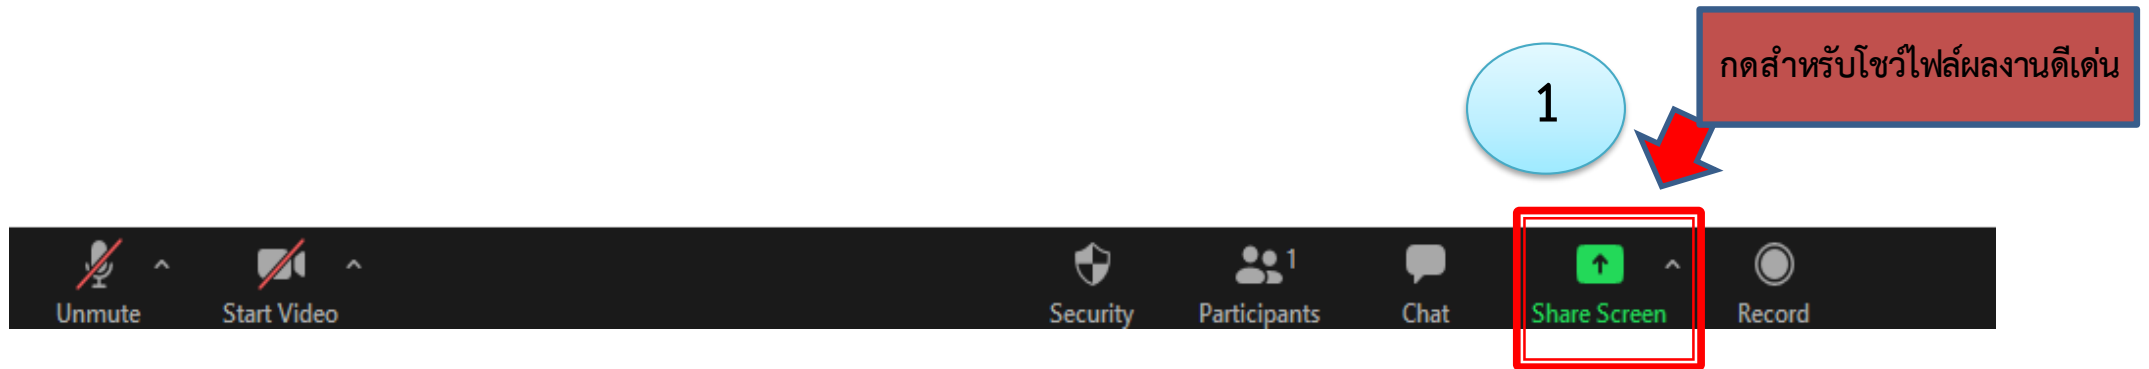 กดสำหรับโชว์ไฟล์ผลงานดีเด่น
1
1
Unmute
Start Video
Security
Participants
Chat
Share Screen
Record